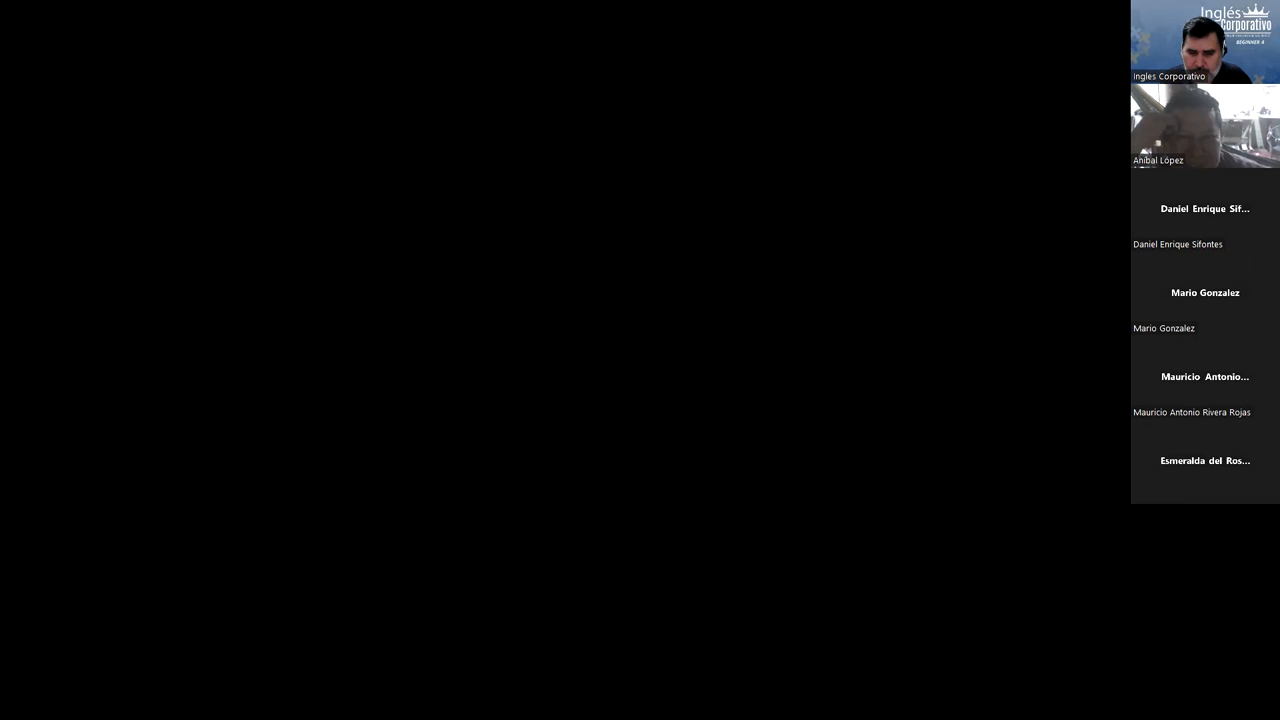 Inglés
Corporativo
BEGINNER 4
Ingles Corporativo
Aníbal López
Daniel Enrique Sif...
Daniel Enrique Sifontes
Mario Gonzalez
Mario Gonzalez
Mauricio Antonio...
Mauricio Antonio Rivera Rojas
Esmeralda del Ros...